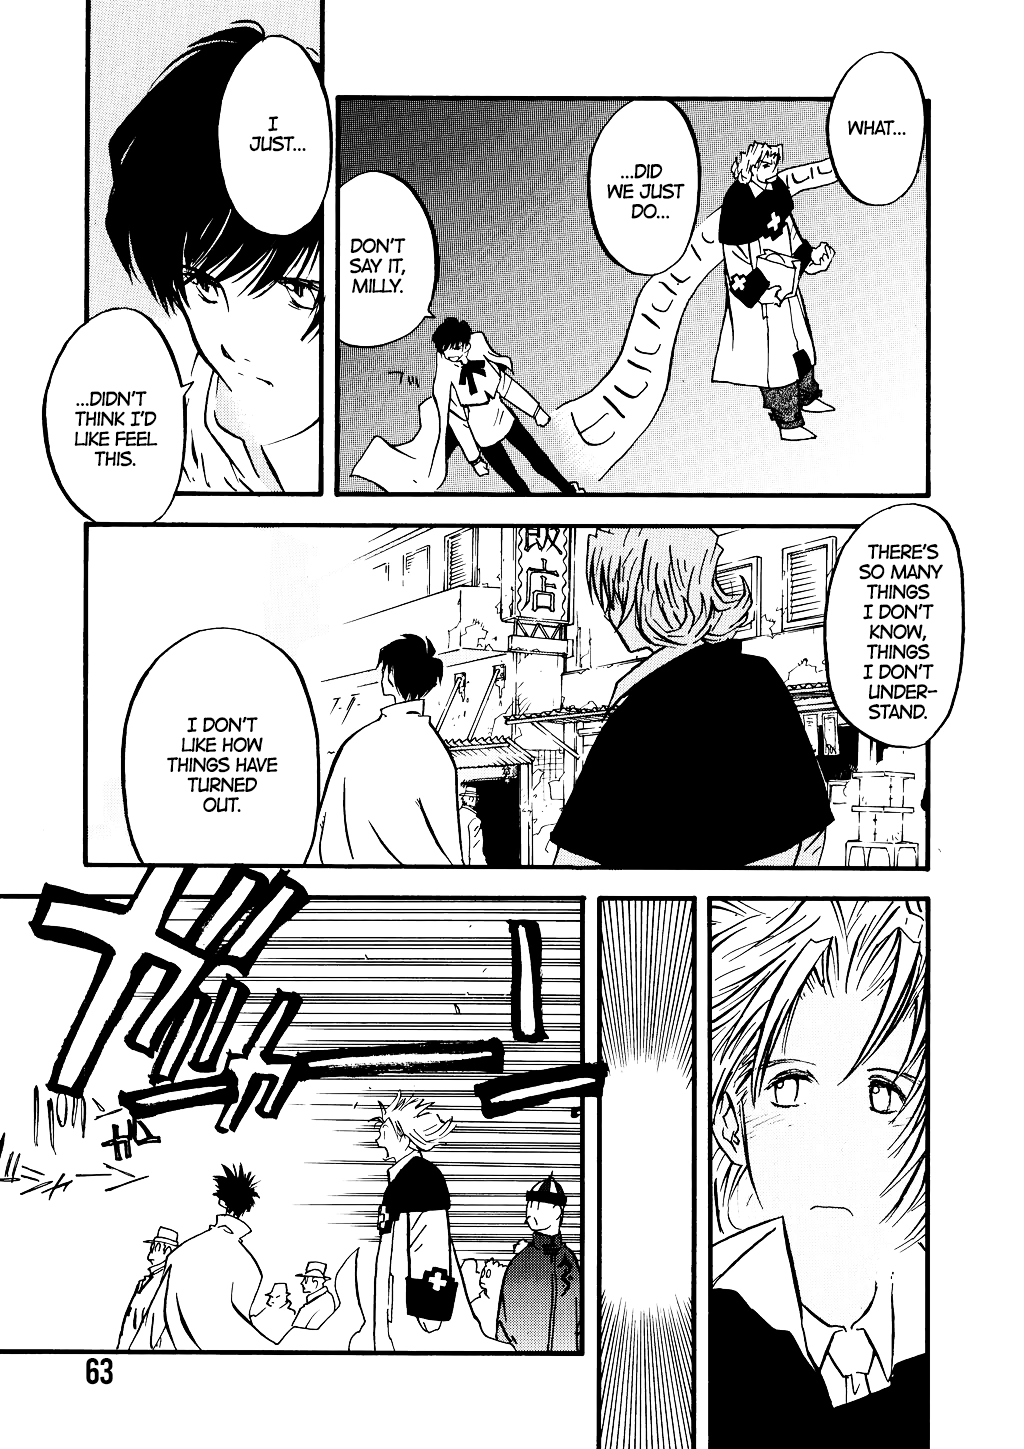 WHAT...
...DID
WE JUST
DO...
DON'T
SAY IT,
MILLY.
I
JUST...
...DIDN'T
THINK I'D
LIKE FEEL
THIS.
THERE'S
SO MANY
THINGS
I DON'T
KNOW,
THINGS
I DON'T
UNDER-
STAND.
飯
店
I DON'T
LIKE HOW
THINGS HAVE
TURNED
OUT.
63